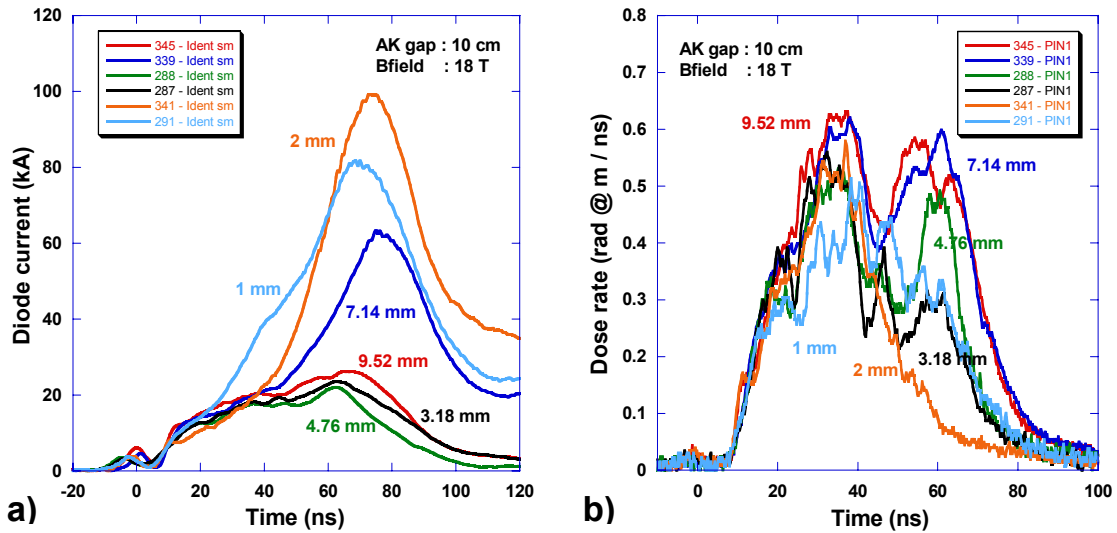 120
100
80
60
40
20
0
-20
0
20
40
60
80
100
120
Diode current (kA)
Time (ns)
345 - Ident sm
339 - Ident sm
288 - Ident sm
287 - Ident sm
341 - Ident sm
291 - Ident sm
AK gap : 10 cm
Bfield : 18 T
2 mm
1 mm
7.14 mm
9.52 mm
3.18 mm
4.76 mm
a)
0.8
0.7
0.6
0.5
0.4
0.3
0.2
0.1
0
0
20
40
60
80
100
Dose rate (rad @ m / ns)
Time (ns)
AK gap : 10 cm
Bfield : 18 T
345 - PIN1
339 - PIN1
288 - PIN1
287 - PIN1
341 - PIN1
291 - PIN1
9.52 mm
7.14 mm
4.76 mm
1 mm
3.18 mm
2 mm
b)